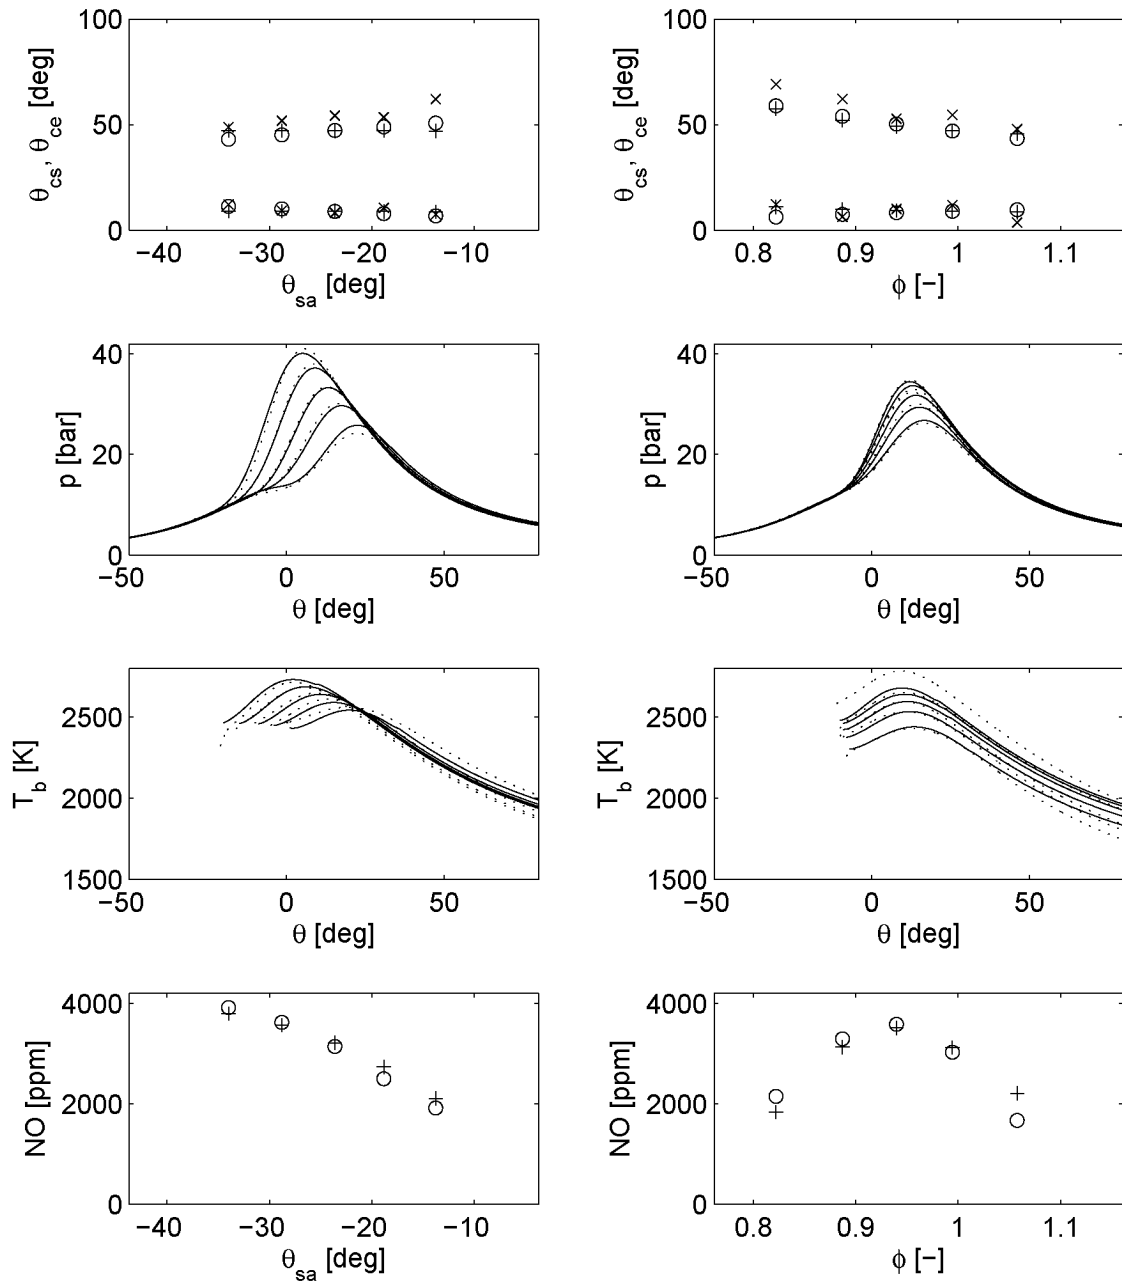 100
50
0
θcs, θce [deg]
−40 −30 −20 −10
θsa [deg]
100
50
0
θcs, θce [deg]
0.8 0.9 1 1.1
ϕ [−]
40
20
0
p [bar]
−50 0 50
θ [deg]
40
20
0
p [bar]
−50 0 50
θ [deg]
2500
2000
1500
Tb [K]
−50 0 50
θ [deg]
2500
2000
1500
Tb [K]
−50 0 50
θ [deg]
4000
2000
0
NO [ppm]
−40 −30 −20 −10
θsa [deg]
4000
2000
0
NO [ppm]
0.8 0.9 1 1.1
ϕ [−]